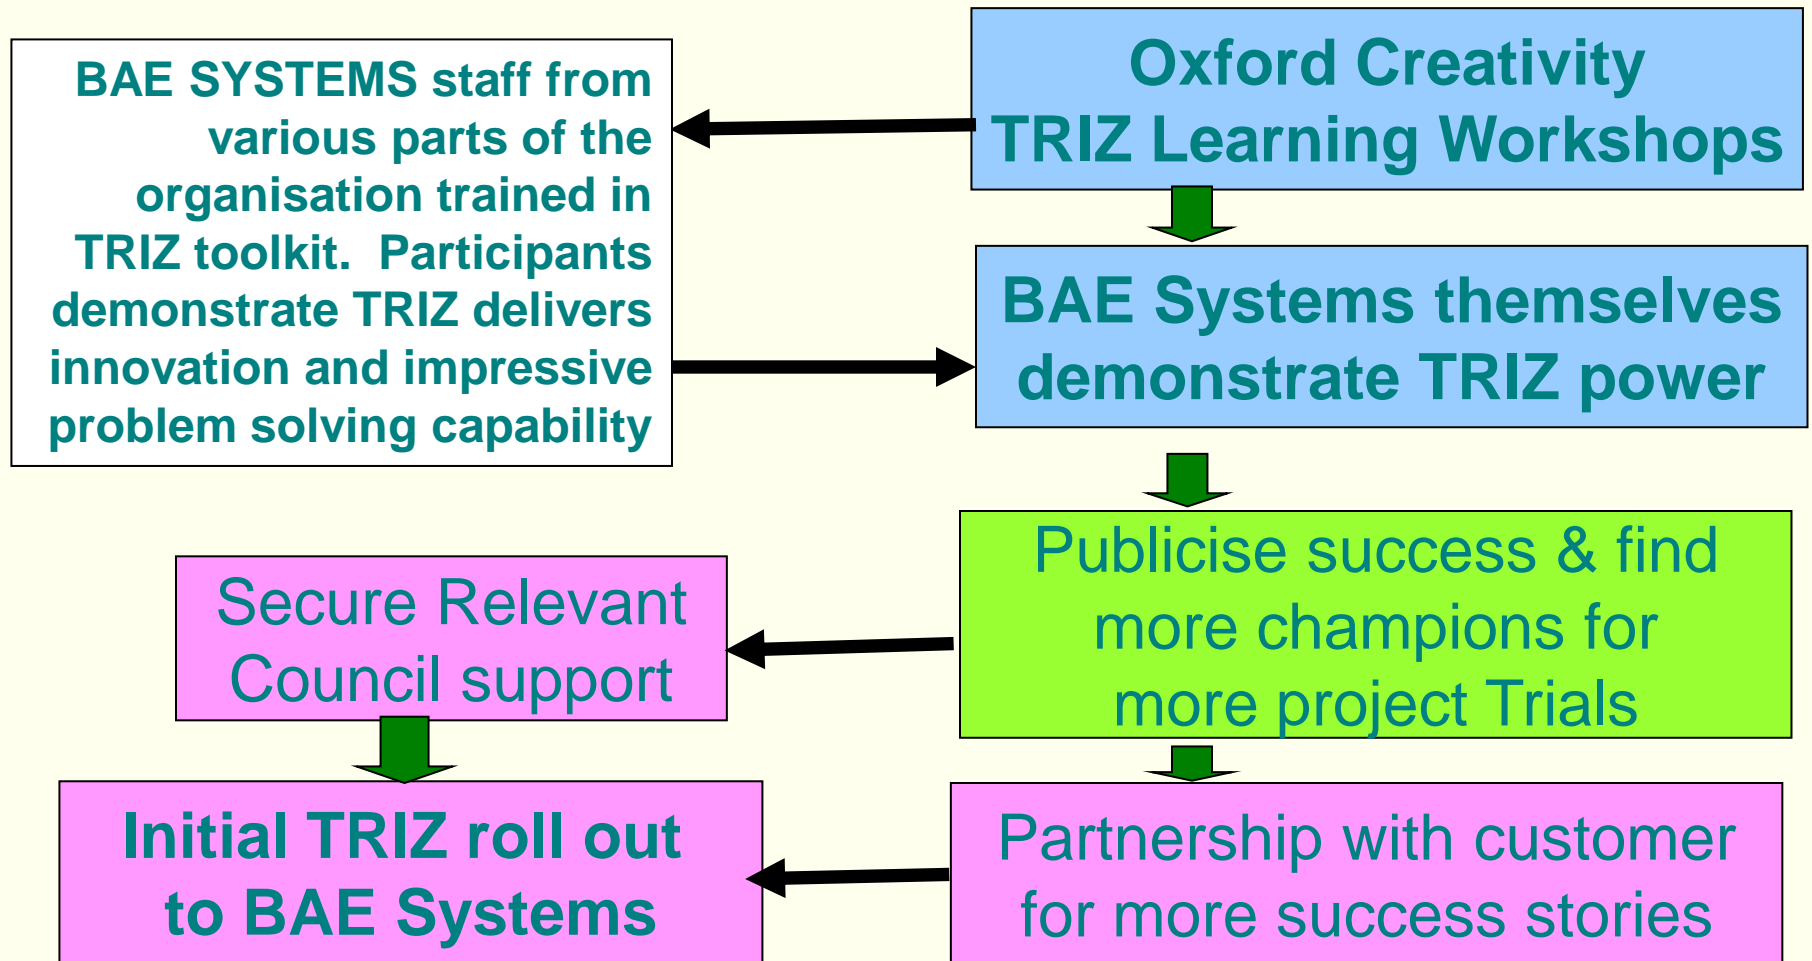 Oxford Creativity
TRIZ Learning Workshops
BAE SYSTEMS staff from
various parts of the
organisation trained in
TRIZ toolkit.  Participants
demonstrate TRIZ delivers
innovation and impressive
problem solving capability
BAE Systems themselves
demonstrate TRIZ power
Publicise success & find
more champions for
more project Trials
Secure Relevant
Council support
Partnership with customer
for more success stories
Initial TRIZ roll out
to BAE Systems